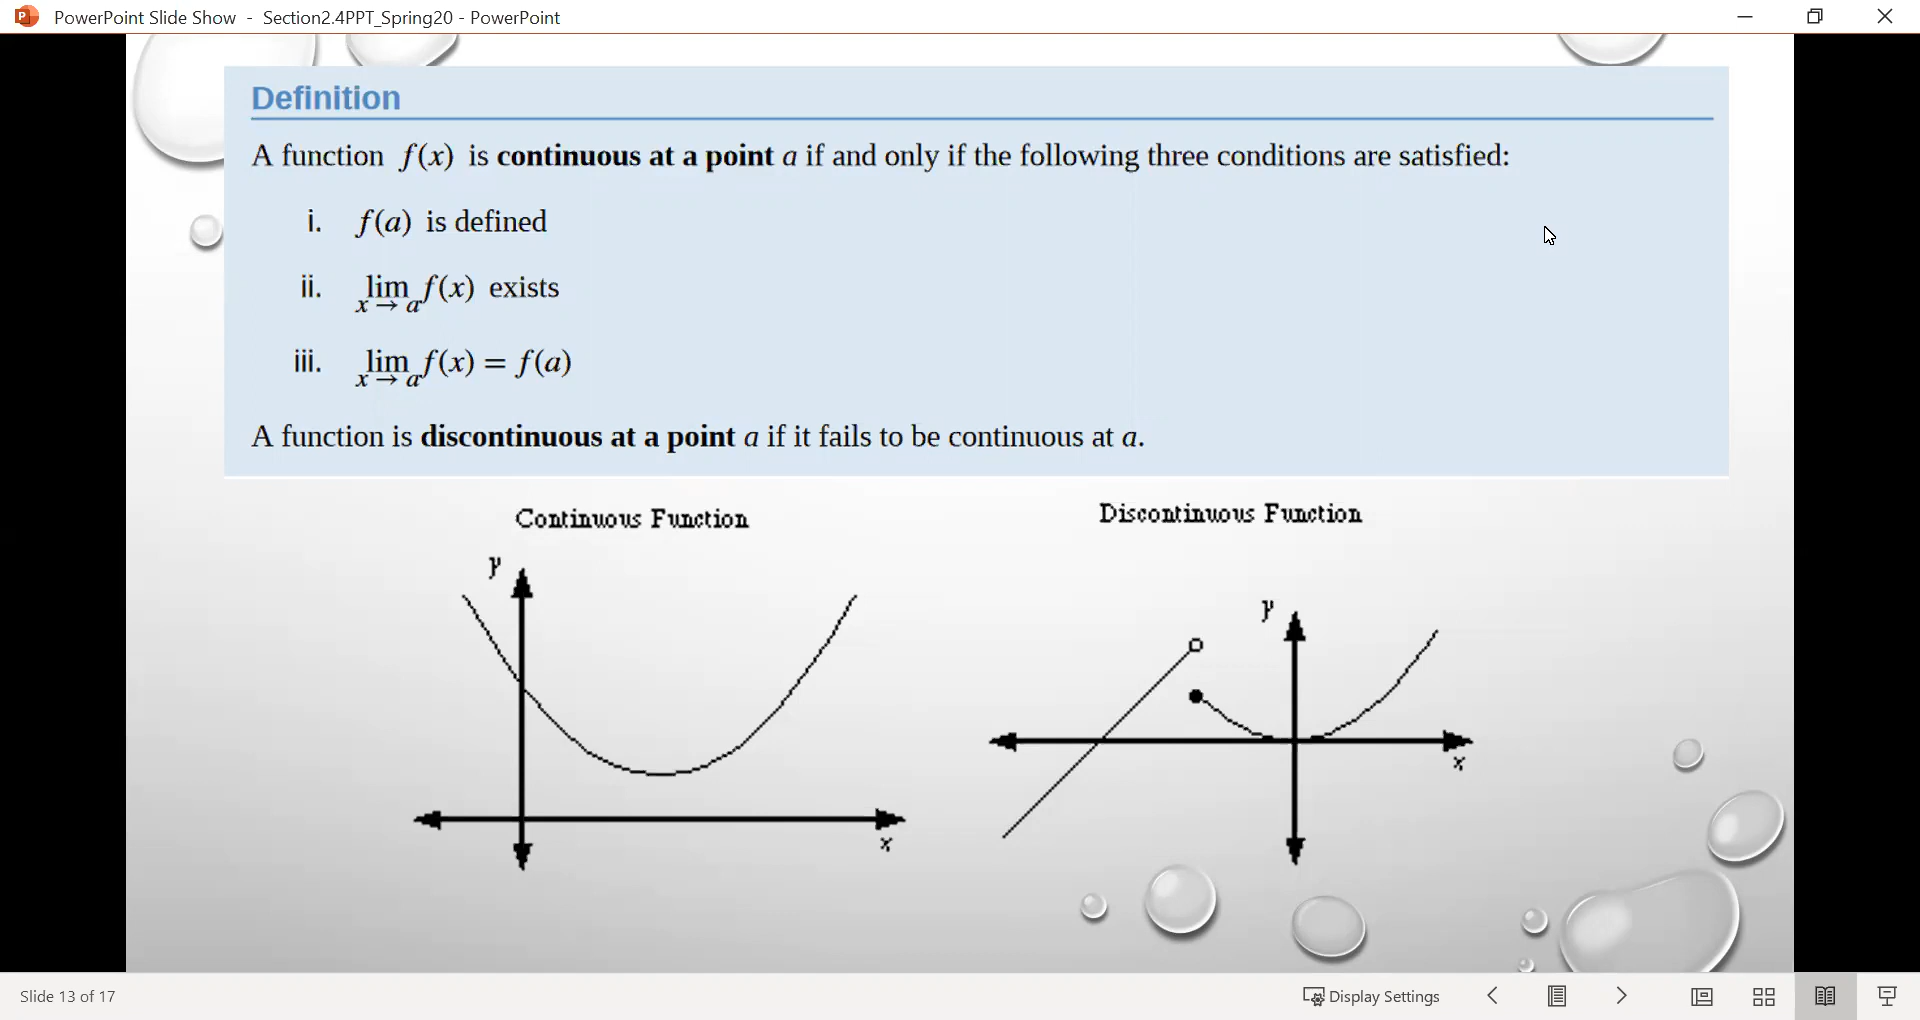 PowerPoint Slide Show - Section2.4PPT_Spring20 - PowerPoint
Definition
A function f(x) is continuous at a point a if and only if the following three conditions are satisfied:
i. f(a) is defined
ii. lim x→a f(x) exists
iii. lim x→a f(x) = f(a)
A function is discontinuous at a point a if it fails to be continuous at a.
Continuous Function
Discontinuous Function
y
x
y
x
Slide 13 of 17
Display Settings